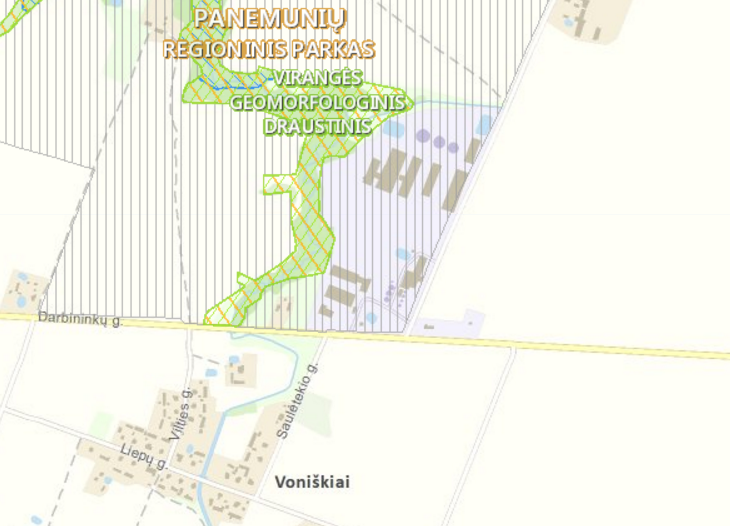 PANEMUNIŲ
REGIONINIS PARKAS
VIRANGĖS
GEOMORFOLOGINIS
DRAUSTINIS
Darbininkų g.
Vilties g.
Saulėtekio g.
Liepų g.
Voniškiai